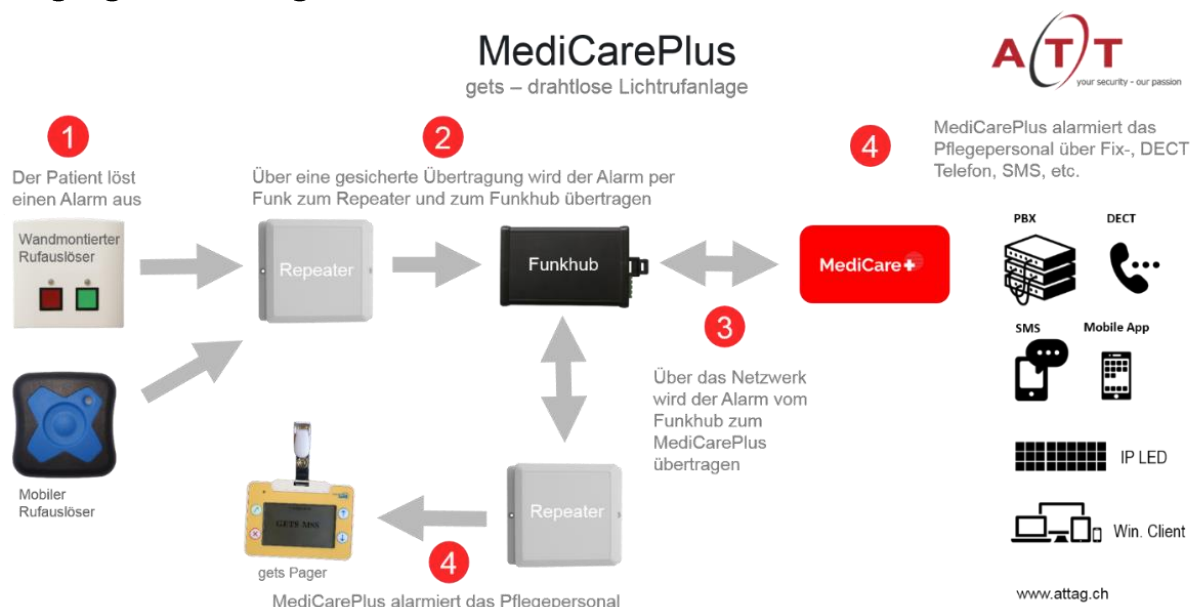 MediCarePlus
gets – drahtlose Lichtrufanlage
ATT
your security - our passion
1
Der Patient löst
einen Alarm aus
2
Über eine gesicherte Übertragung wird der Alarm per
Funk zum Repeater und zum Funkhub übertragen
4
MediCarePlus alarmiert das
Pflegepersonal über Fix-, DECT
Telefon, SMS, etc.
Wandmontierter
Rufauslöser
Repeater
Funkhub
MediCare+
PBX
DECT
SMS
Mobile App
3
Über das Netzwerk
wird der Alarm vom
Funkhub zum
MediCarePlus
übertragen
Mobiler
Rufauslöser
GETS-MSS
gets Pager
Repeater
4
MediCarePlus alarmiert das Pflegepersonal
IP LED
Win. Client
www.attag.ch